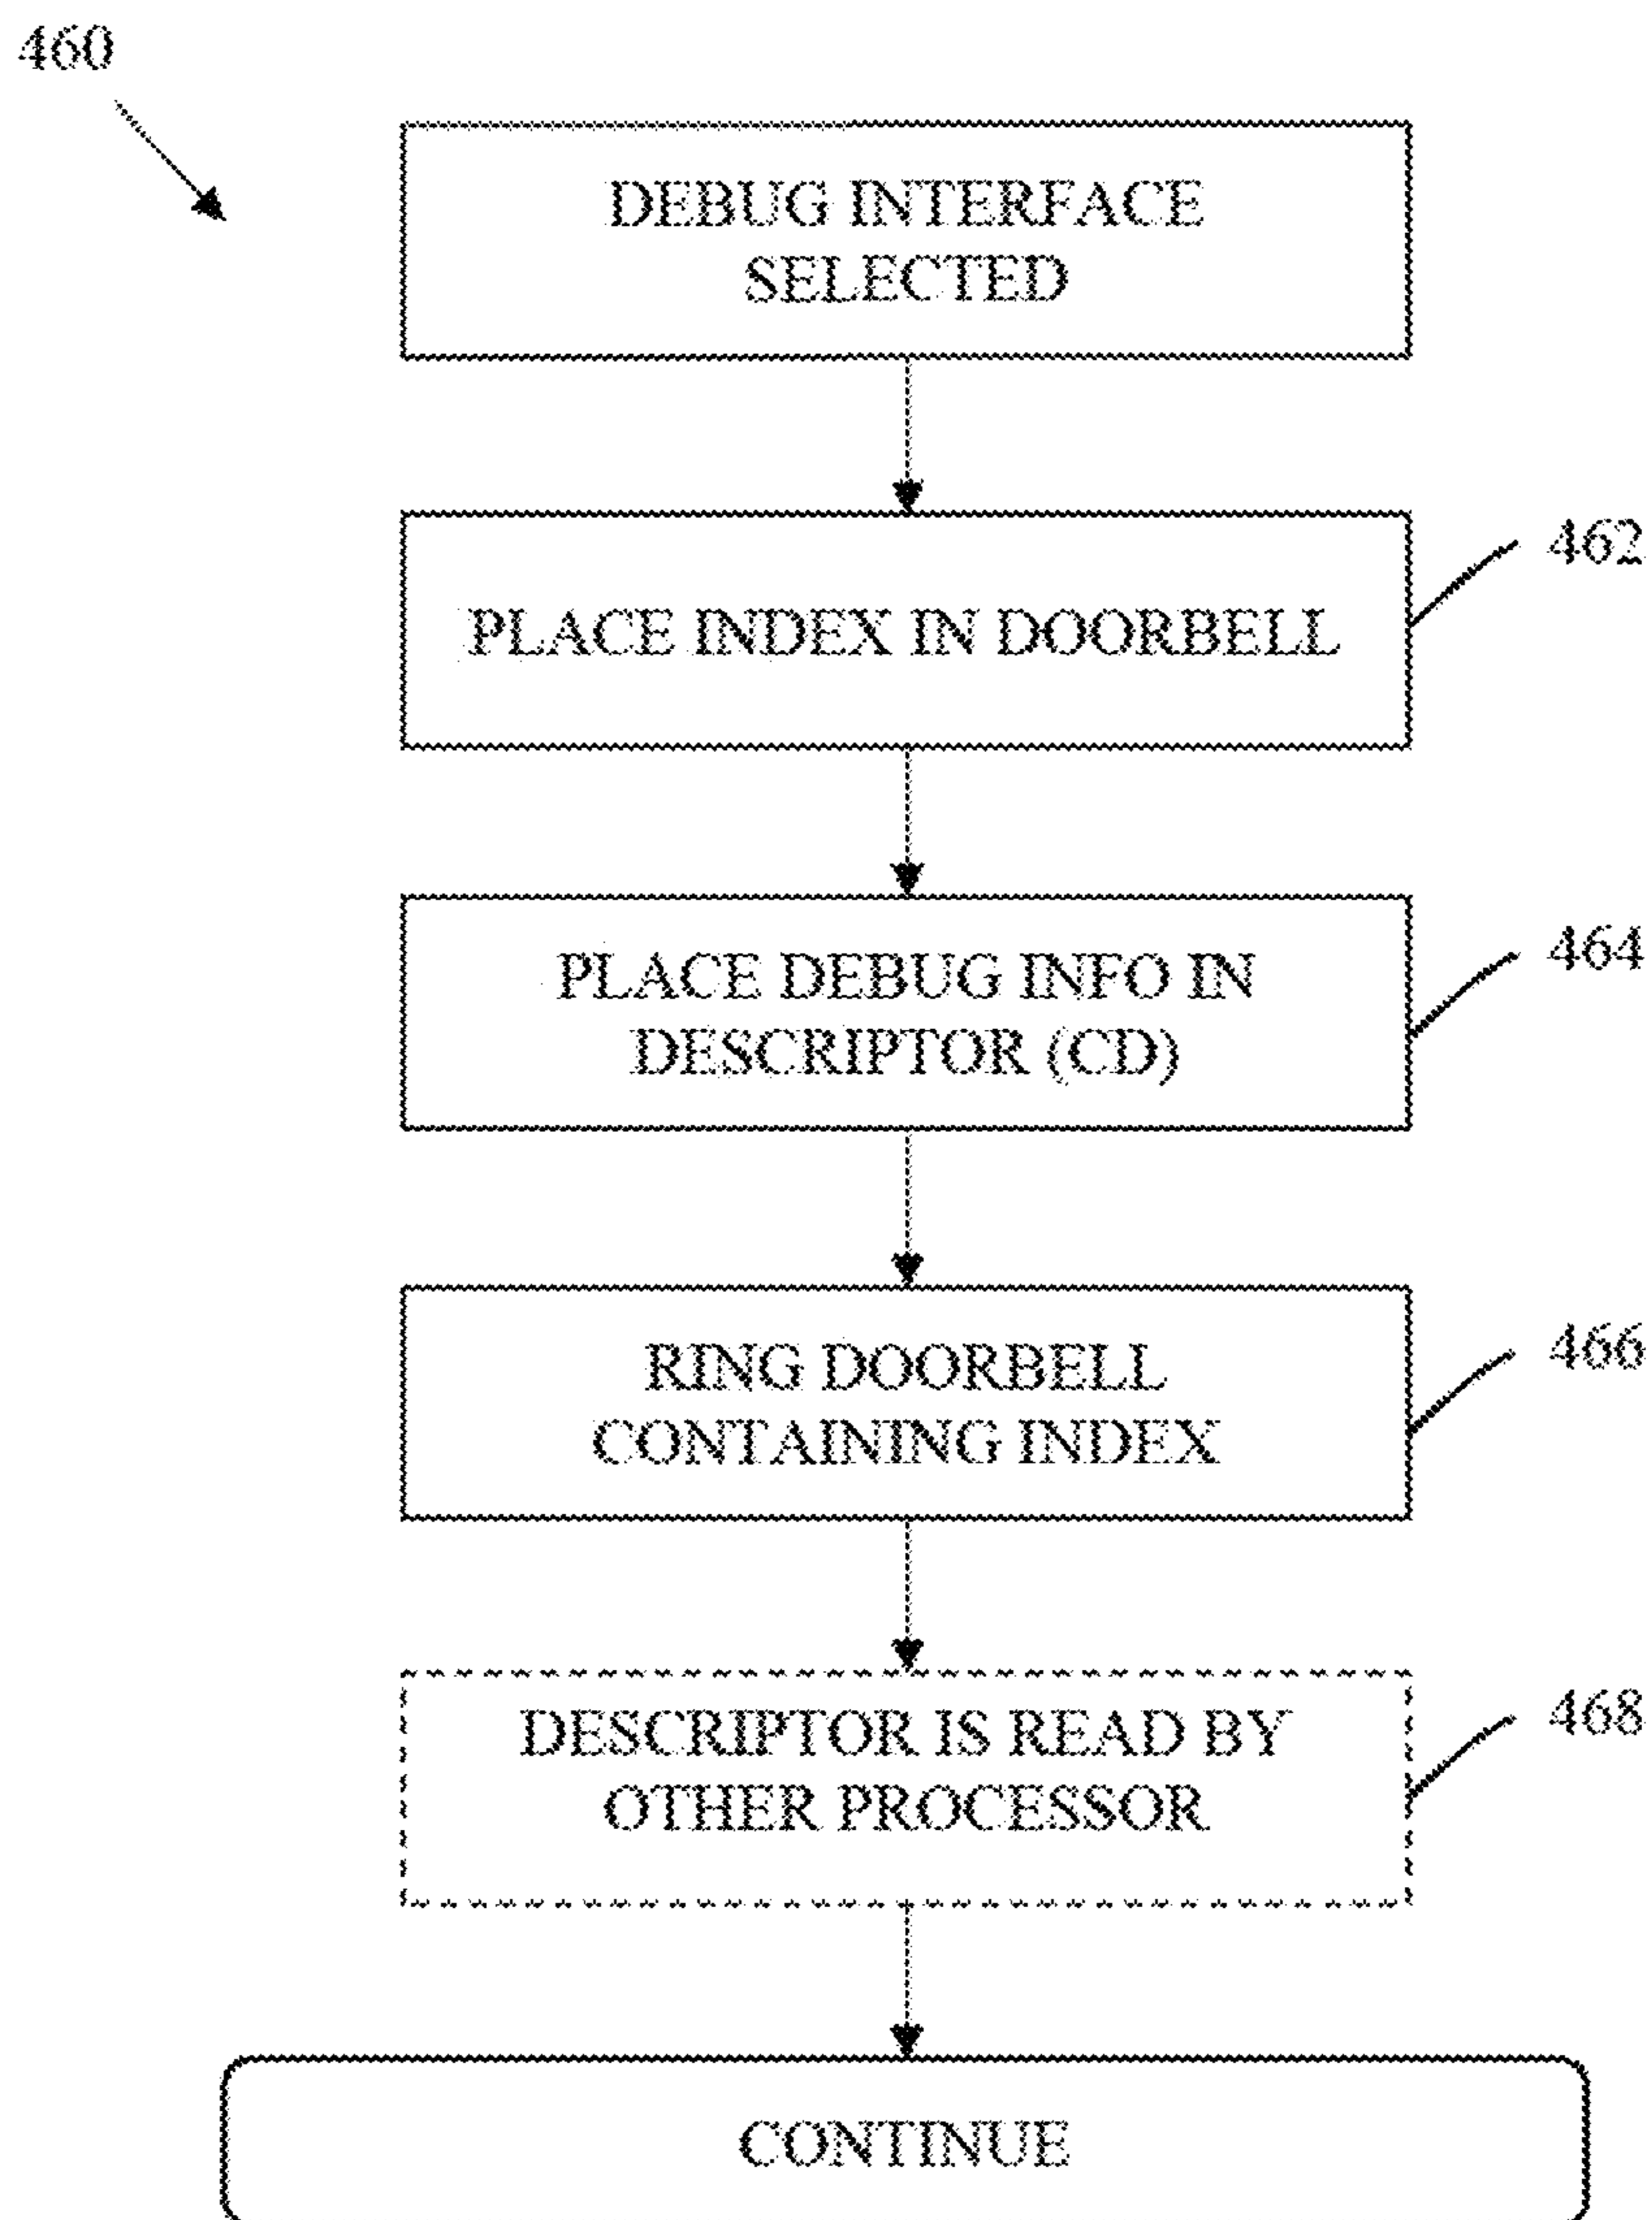 460
DEBUG INTERFACE
SELECTED
PLACE INDEX IN DOORBELL
462
PLACE DEBUG INFO IN
DESCRIPTOR (CD)
464
RING DOORBELL
CONTAINING INDEX
466
DESCRIPTOR IS READ BY
OTHER PROCESSOR
468
CONTINUE